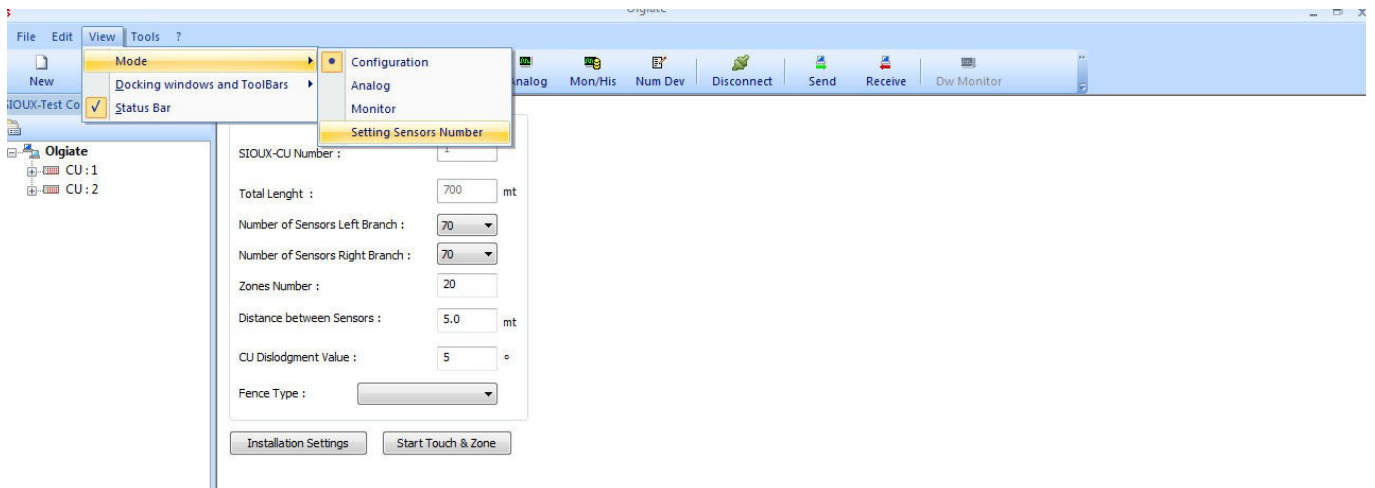 Olgiate
File Edit View Tools ?
New
Mode
Docking windows and ToolBars
Status Bar
Configuration
Analog
Monitor
Setting Sensors Number
Analog Mon/His Num Dev Disconnect Send Receive Dw Monitor
SIOUX-Test Co
Olgiate
CU : 1
CU : 2
SIOUX-CU Number : 1
Total Lenght : 700 mt
Number of Sensors Left Branch : 70
Number of Sensors Right Branch : 70
Zones Number : 20
Distance between Sensors : 5.0 mt
CU Dislodgment Value : 5 °
Fence Type :
Installation Settings Start Touch & Zone